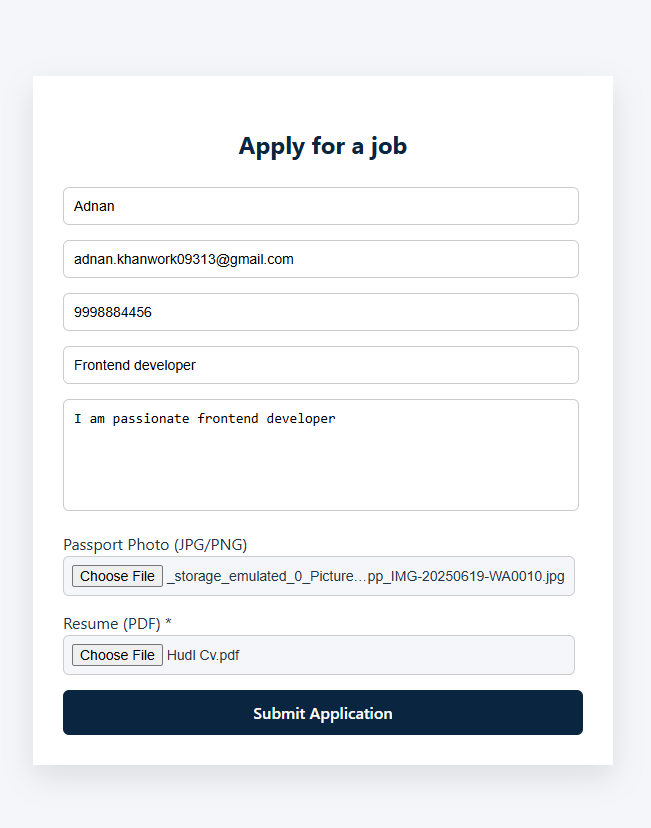 Apply for a job
Adnan
adnan.khanwork09313@gmail.com
9998884456
Frontend developer
I am passionate frontend developer
Passport Photo (JPG/PNG)
Choose File _storage_emulated_0_Picture...pp_IMG-20250619-WA0010.jpg
Resume (PDF) *
Choose File Hudl Cv.pdf
Submit Application